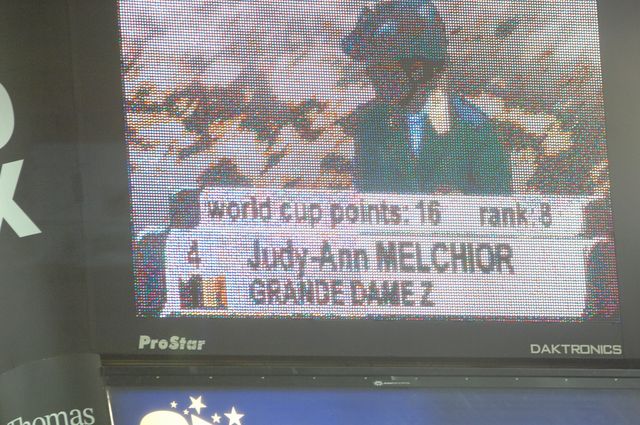 X
world cup points: 16 rank: 8
4 Judy-Ann MELCHIOR
GRANDE DAME Z
ProStar
DAKTRONICS
Thomas